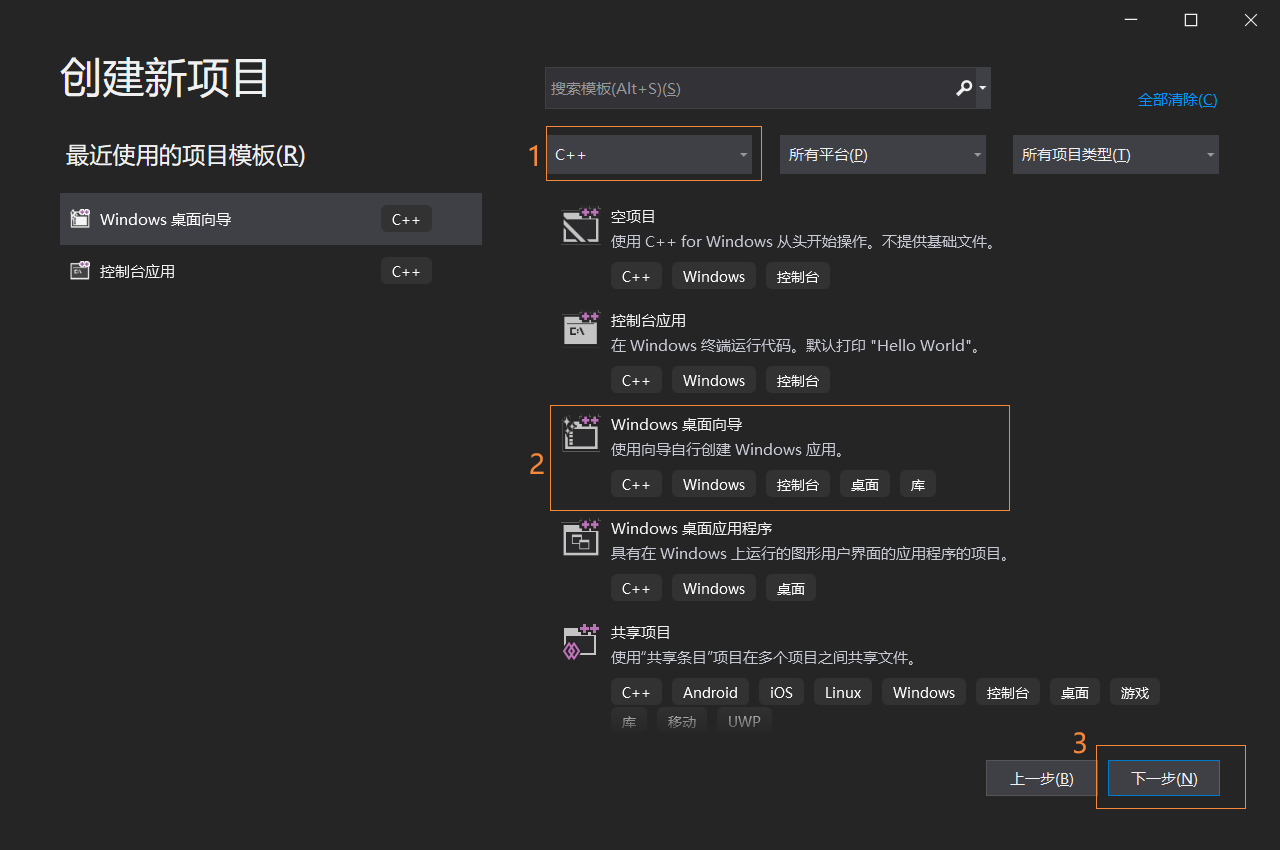 创建新项目
最近使用的项目模板(R)
Windows 桌面向导 C++
控制台应用 C++
搜索模板(Alt+S)(S)
全部清除(C)
1 C++ 所有平台(P) 所有项目类型(T)
空项目
使用 C++ for Windows 从头开始操作。不提供基础文件。
C++ Windows 控制台
控制台应用
C:\
在 Windows 终端运行代码。默认打印 "Hello World"。
C++ Windows 控制台
2
Windows 桌面向导
使用向导自行创建 Windows 应用。
C++ Windows 控制台 桌面 库
Windows 桌面应用程序
具有在 Windows 上运行的图形用户界面的应用程序的项目。
C++ Windows 桌面
共享项目
使用“共享条目”项目在多个项目之间共享文件。
C++ Android iOS Linux Windows 控制台 桌面 游戏
库 移动 UWP
3
上一步(B) 下一步(N)